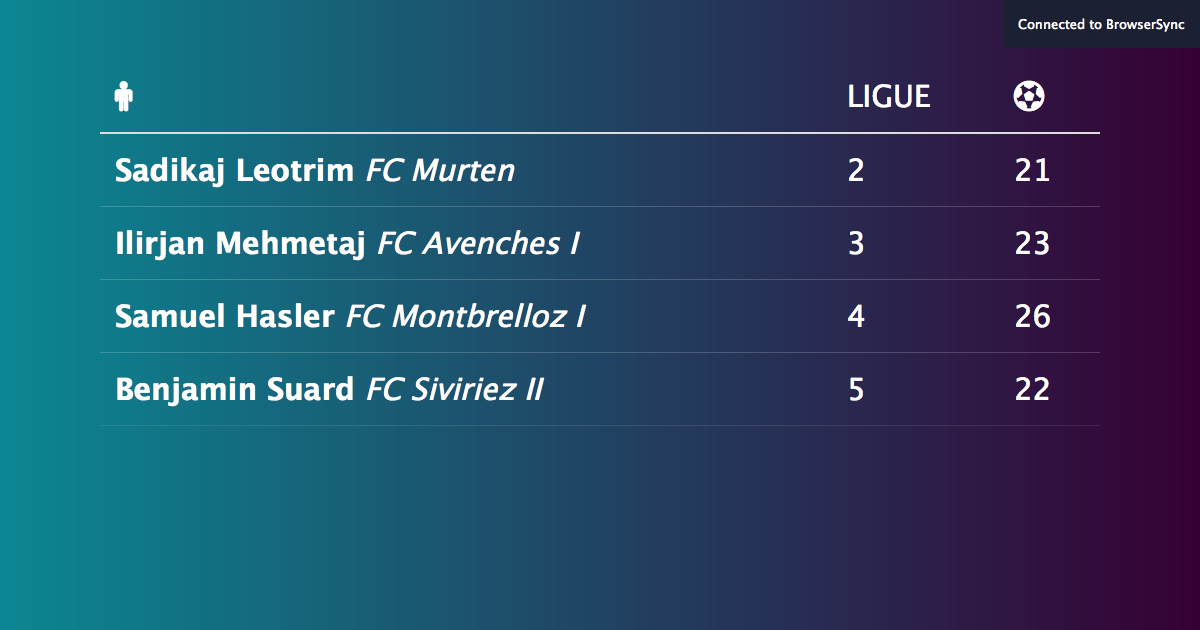 Connected to BrowserSync
LIGUE
Sadikaj Leotrim FC Murten 2 21
Ilirjan Mehmetaj FC Avenches I 3 23
Samuel Hasler FC Montbrelloz I 4 26
Benjamin Suard FC Siviriez II 5 22